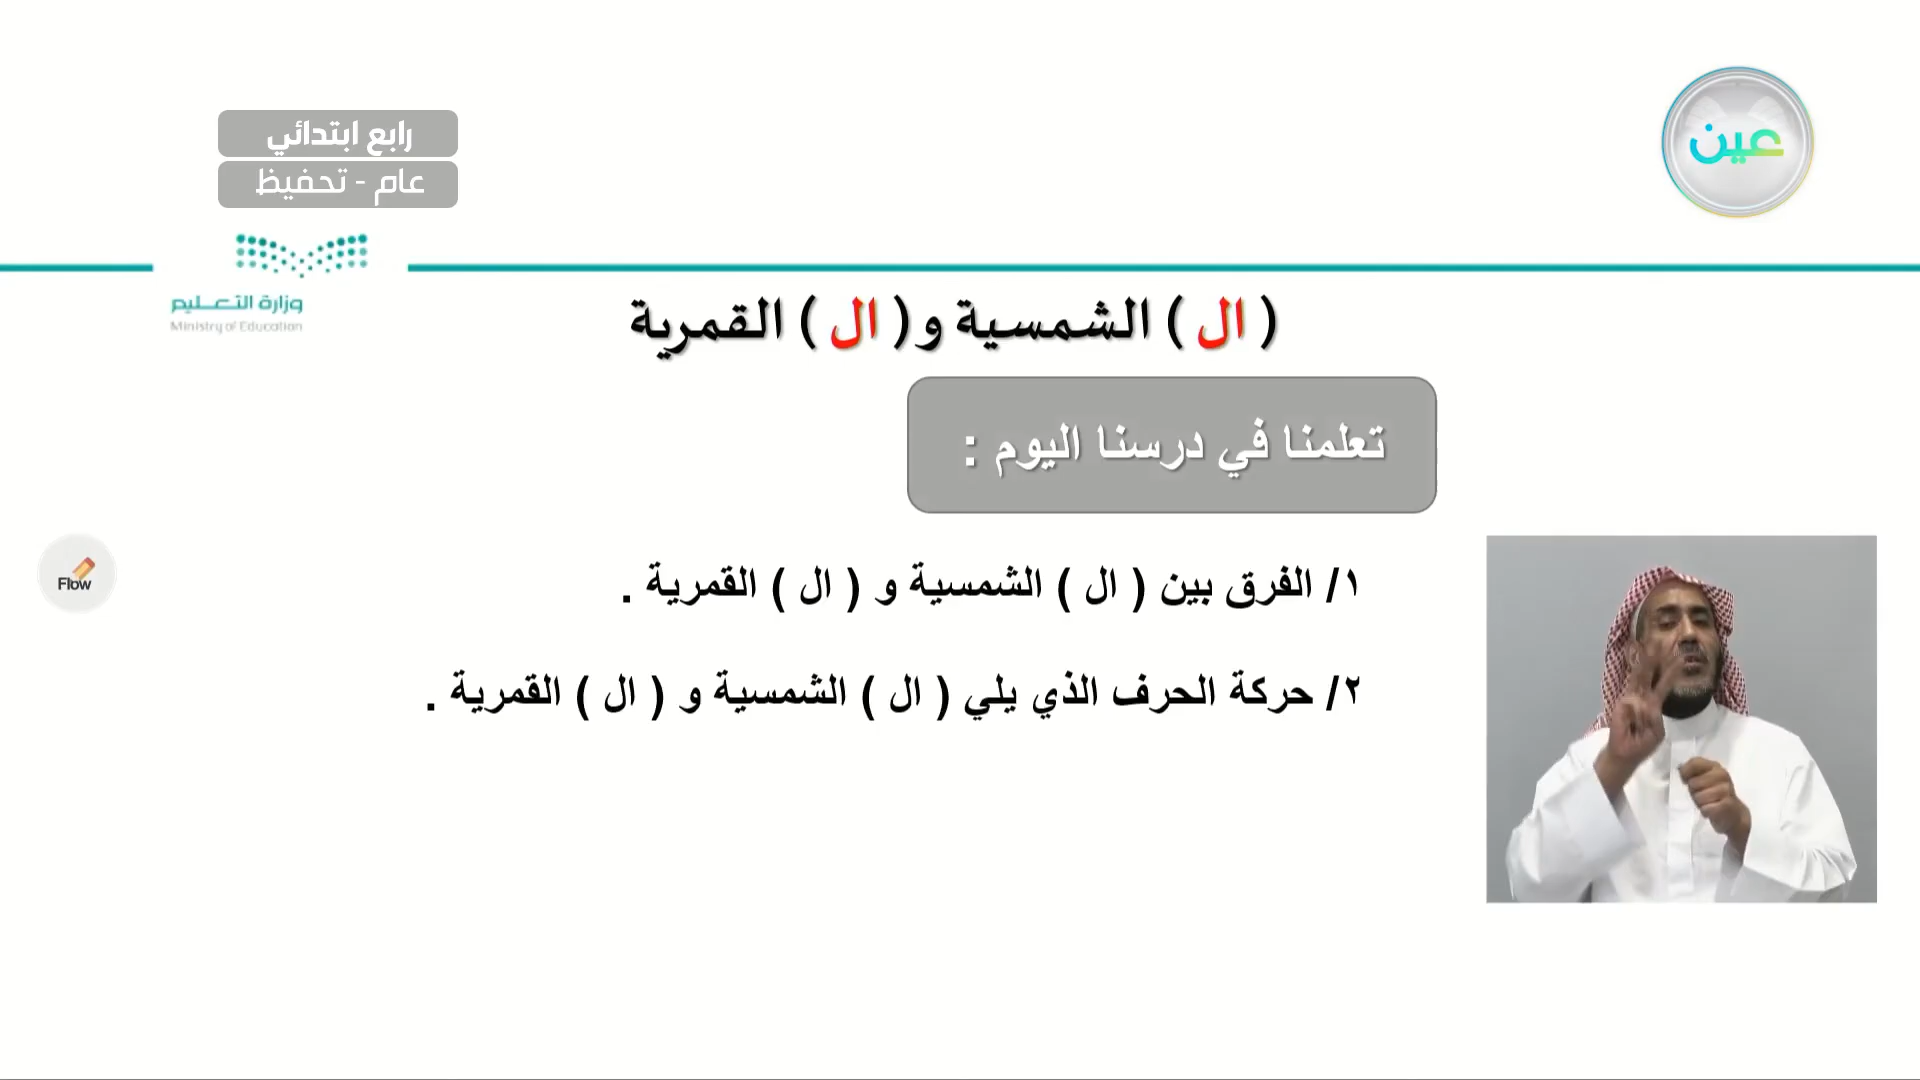 رابع ابتدائي
عام - تحفيظ
عين
وزارة التعليم
Ministry of Education
( ال ) الشمسية و ( ال ) القمرية
تعلمنا في درسنا اليوم :
١/ الفرق بين ( ال ) الشمسية و ( ال ) القمرية .
٢/ حركة الحرف الذي يلي ( ال ) الشمسية و ( ال ) القمرية .
Flow